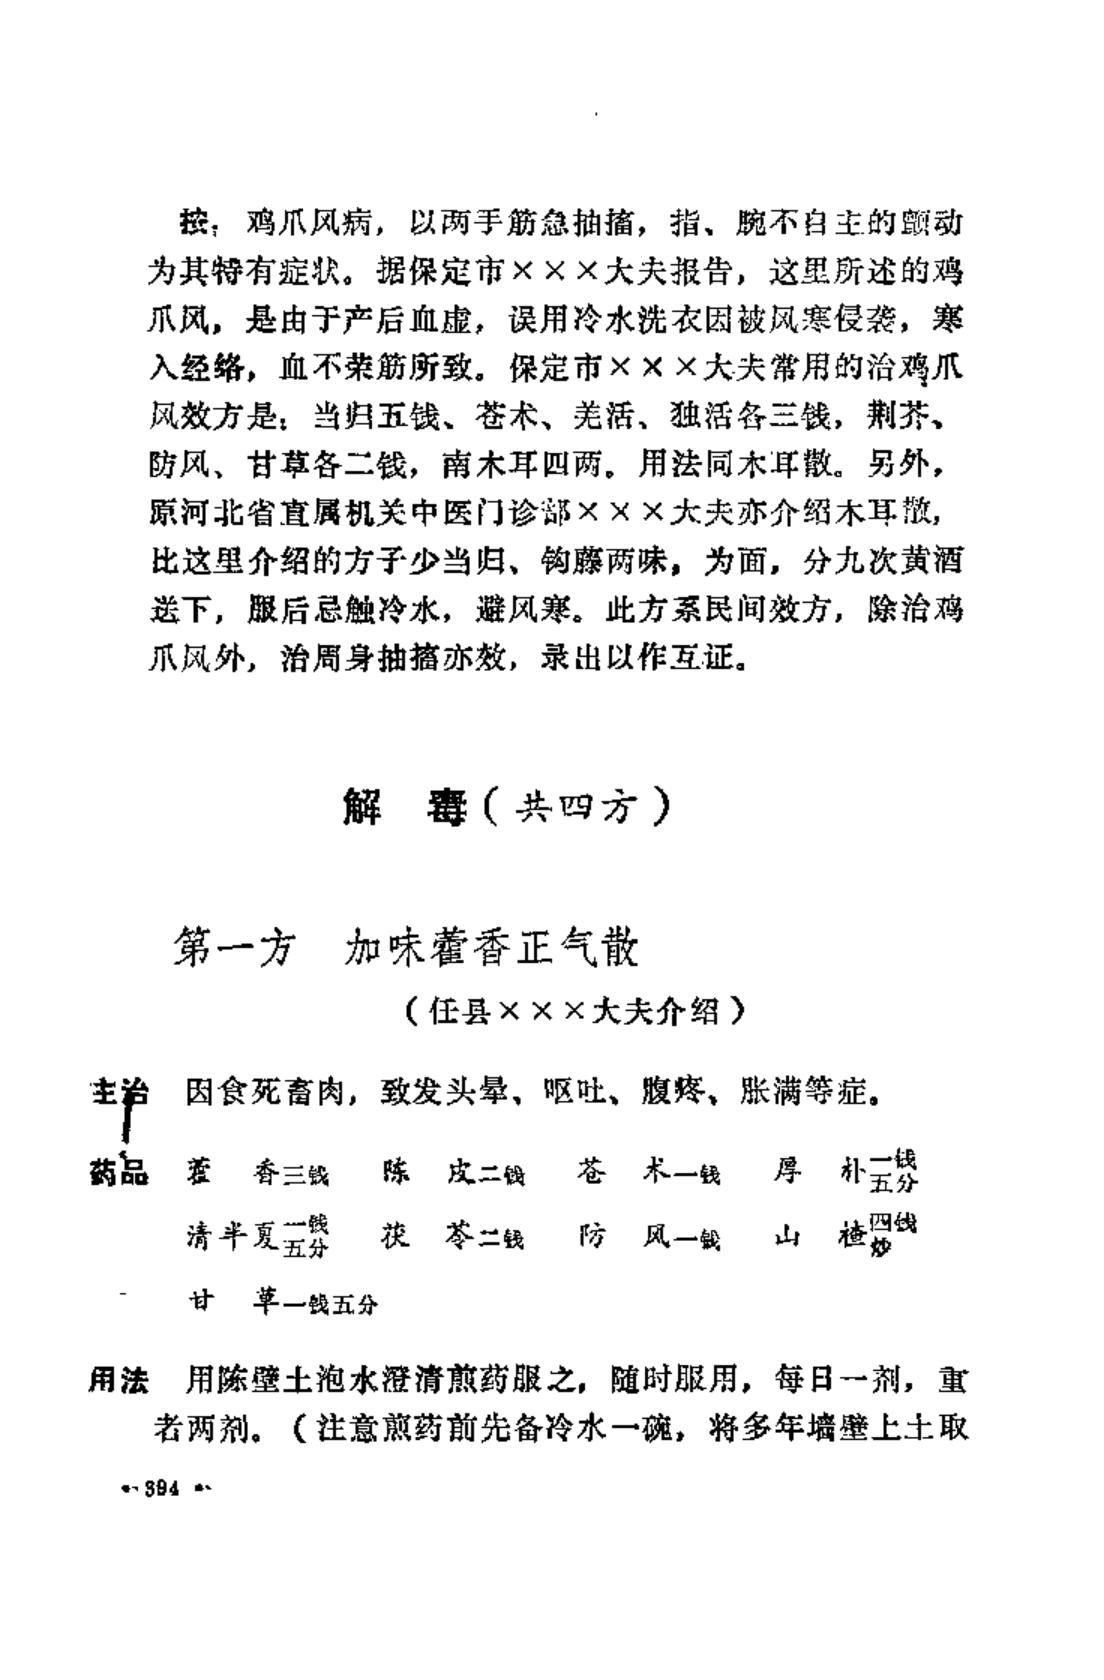 按：鸡爪风病，以两手筋急抽搐，指、腕不自主的颤动
为其特有症状。据保定市×××大夫报告，这里所述的鸡
爪风，是由于产后血虚，误用冷水洗衣因被风寒侵袭，寒
入经络，血不荣筋所致。保定市×××大夫常用的治鸡爪
风效方是：当归五钱、苍术、羌活、独活各三钱，荆芥、
防风、甘草各二钱，南木耳四两。用法同木耳散。另外，
原河北省直属机关中医门诊部×××大夫亦介绍木耳散，
比这里介绍的方子少当归、钩藤两味，为面，分九次黄酒
送下，服后忌触冷水，避风寒。此方系民间效方，除治鸡
爪风外，治周身抽搐亦效，录出以作互证。
解　毒（共四方）
第一方　加味藿香正气散
（任县×××大夫介绍）
主治　因食死畜肉，致发头晕、呕吐、腹疼、胀满等症。
药品　藿　香三钱　陈　皮二钱　苍　术一钱　厚　朴一钱五分
清半夏一钱五分　茯　苓二钱　防　风一钱　山　楂四钱炒
甘　草一钱五分
用法　用陈壁土泡水澄清煎药服之，随时服用，每日一剂，重
者两剂。（注意煎药前先备冷水一碗，将多年墙壁上土取
394